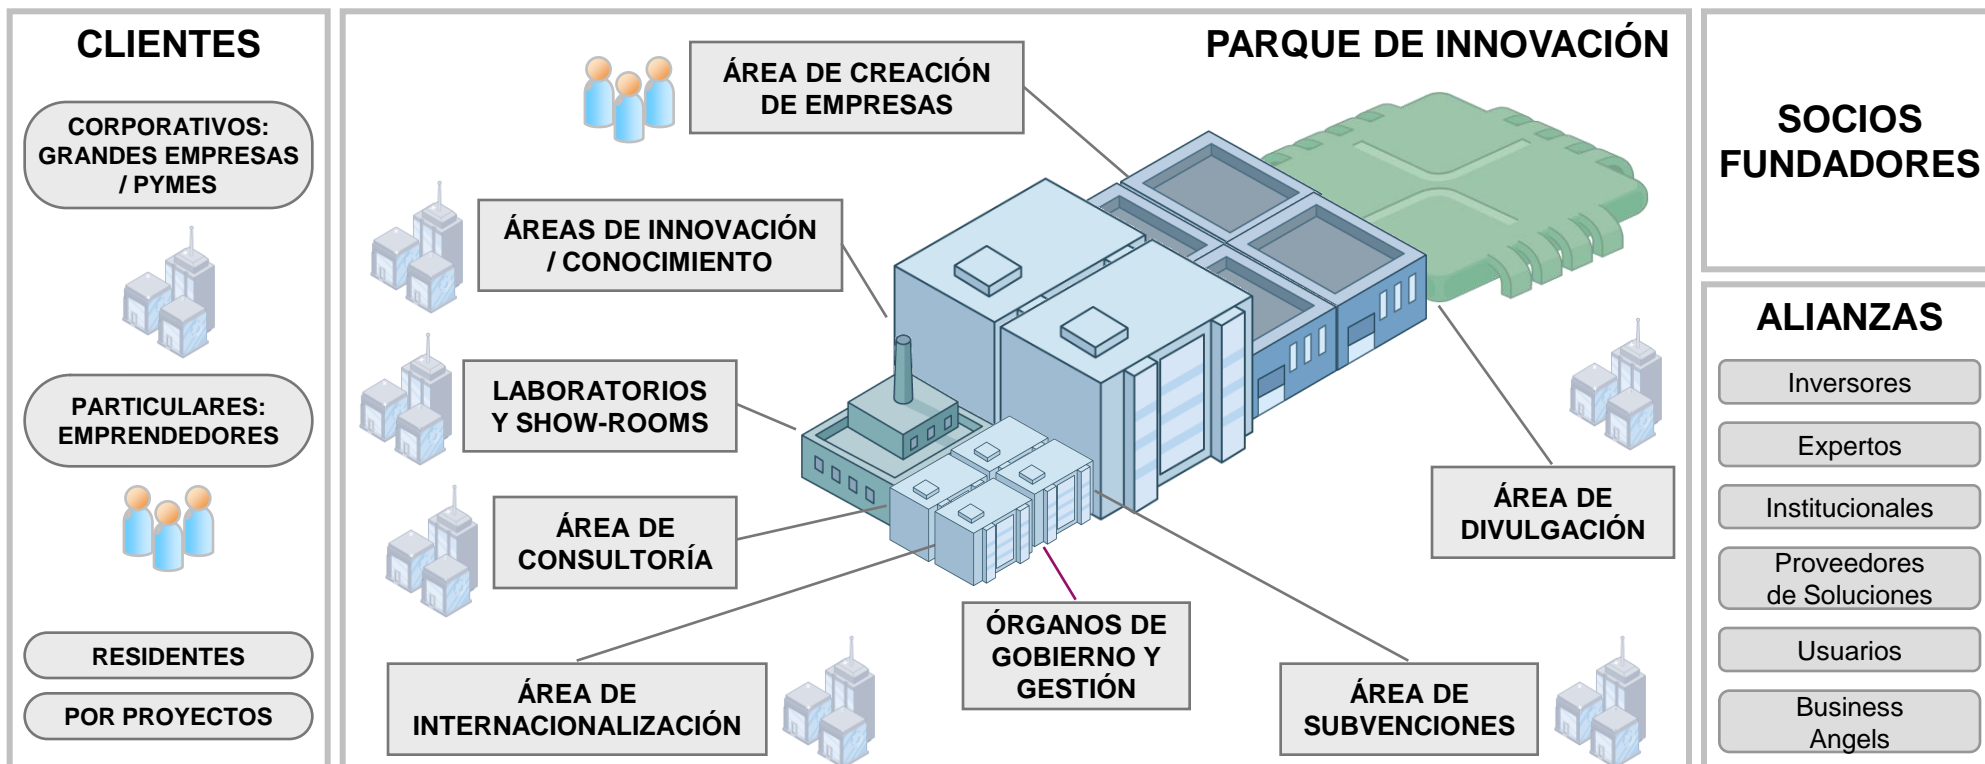 CLIENTES
CORPORATIVOS:
GRANDES EMPRESAS
/ PYMES
PARTICULARES:
EMPRENDEDORES
RESIDENTES
POR PROYECTOS
PARQUE DE INNOVACIÓN
ÁREA DE CREACIÓN
DE EMPRESAS
ÁREAS DE INNOVACIÓN
/ CONOCIMIENTO
LABORATORIOS
Y SHOW-ROOMS
ÁREA DE
CONSULTORÍA
ÁREA DE
INTERNACIONALIZACIÓN
ÓRGANOS DE
GOBIERNO Y
GESTIÓN
ÁREA DE
SUBVENCIONES
ÁREA DE
DIVULGACIÓN
SOCIOS
FUNDADORES
ALIANZAS
Inversores
Expertos
Institucionales
Proveedores
de Soluciones
Usuarios
Business
Angels